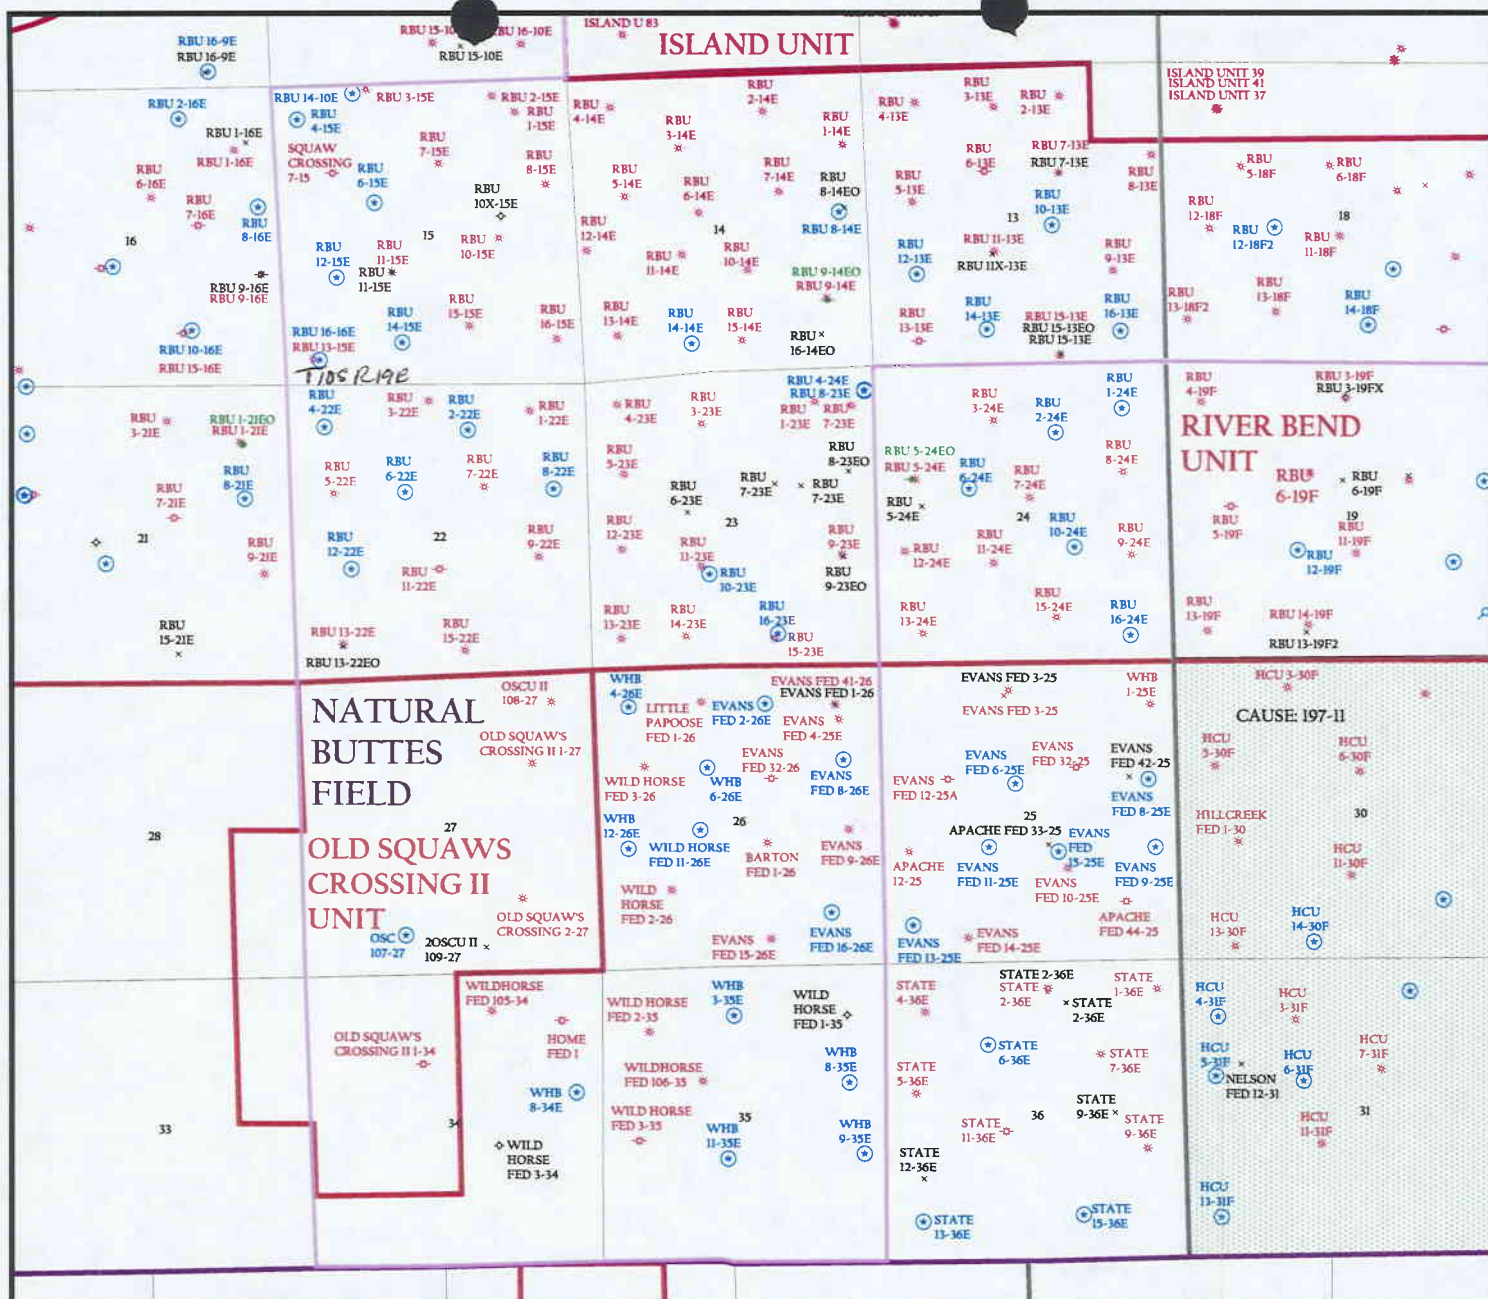 ISLAND U 83
ISLAND UNIT
RBU 16-9E
RBU 16-9E
RBU 16-10E
RBU 15-10E
ISLAND UNIT 39
ISLAND UNIT 41
ISLAND UNIT 37
RBU 2-16E
RBU 1-16E
RBU 1-16E
RBU
6-16E
RBU
7-16E
RBU
8-16E
16
RBU 9-16E
RBU 9-16E
RBU 10-16E
RBU 15-16E
RBU 14-10E
RBU 3-15E
RBU
4-15E
RBU 2-15E
RBU
1-15E
SQUAW
CROSSING
7-15
RBU
7-15E
RBU
6-15E
RBU
8-15E
RBU
10X-15E
15
RBU
12-15E
RBU
11-15E
RBU
11-15E
RBU
10-15E
RBU
14-15E
RBU
15-15E
RBU
16-15E
RBU 16-16E
RBU 13-15E
T10S R19E
RBU
4-14E
RBU
2-14E
RBU
3-14E
RBU
1-14E
RBU
5-14E
RBU
6-14E
RBU
7-14E
RBU
8-14EO
RBU 8-14E
RBU
12-14E
14
RBU
11-14E
RBU
10-14E
RBU 9-14EO
RBU 9-14E
RBU
13-14E
RBU
14-14E
RBU
15-14E
RBU
16-14EO
RBU
4-13E
RBU
3-13E
RBU
2-13E
RBU
6-13E
RBU 7-13E
RBU 7-13E
RBU
5-13E
RBU
8-13E
13
RBU
10-13E
RBU
12-13E
RBU 11-13E
RBU 11X-13E
RBU
9-13E
RBU
13-13E
RBU
14-13E
RBU 15-13E
RBU 15-13EO
RBU 15-13E
RBU
16-13E
RBU
5-18F
RBU
6-18F
RBU
12-18F
RBU
12-18F2
18
RBU
11-18F
RBU
13-18F2
RBU
13-18F
RBU
14-18F
RBU
3-21E
RBU 1-21EO
RBU 1-21E
RBU
8-21E
RBU
7-21E
21
RBU
9-21E
RBU
15-21E
RBU
4-22E
RBU
3-22E
RBU
2-22E
RBU
1-22E
RBU
5-22E
RBU
6-22E
RBU
7-22E
RBU
8-22E
RBU
12-22E
22
RBU
11-22E
RBU
9-22E
RBU 13-22E
RBU 13-22EO
RBU
15-22E
RBU 4-24E
RBU 8-23E
RBU
4-23E
RBU
3-23E
RBU
1-23E
RBU
7-23E
RBU
5-23E
RBU
8-23EO
RBU
6-23E
RBU
7-23E
RBU
7-23E
23
RBU
12-23E
RBU
11-23E
RBU
10-23E
RBU
9-23E
RBU
9-23EO
RBU
13-23E
RBU
14-23E
RBU
16-23E
RBU
15-23E
RBU
3-24E
RBU
2-24E
RBU
1-24E
RBU 5-24EO
RBU 5-24E
RBU
6-24E
RBU
7-24E
RBU
8-24E
RBU
5-24E
24
RBU
10-24E
RBU
12-24E
RBU
11-24E
RBU
9-24E
RBU
13-24E
RBU
15-24E
RBU
16-24E
RBU
4-19F
RBU 3-19F
RBU 3-19FX
RIVER BEND
UNIT
RBU
6-19F
RBU
6-19F
19
RBU
5-19F
RBU
11-19F
RBU
12-19F
RBU
13-19F
RBU 14-19F
RBU 13-19F2
NATURAL
BUTTES
FIELD
OSCU II
108-27
OLD SQUAW'S
CROSSING II 1-27
28
27
OLD SQUAWS
CROSSING II
UNIT
OLD SQUAW'S
CROSSING 2-27
OSC
107-27
2OSCU II
109-27
WHB
4-26E
LITTLE
PAPOOSE
FED 1-26
EVANS
FED 2-26E
EVANS FED 41-26
EVANS FED 1-26
EVANS
FED 4-25E
WILD HORSE
FED 3-26
WHB
6-26E
EVANS
FED 32-26
EVANS
FED 8-26E
WHB
12-26E
26
WILD HORSE
FED 11-26E
BARTON
FED 1-26
EVANS
FED 9-26E
WILD
HORSE
FED 2-26
EVANS
FED 15-26E
EVANS
FED 16-26E
EVANS FED 3-25
EVANS FED 3-25
WHB
1-25E
EVANS
FED 12-25A
EVANS
FED 6-25E
EVANS
FED 32-25
EVANS
FED 42-25
EVANS
FED 8-25E
25
APACHE FED 33-25
EVANS
FED
15-25E
APACHE
12-25
EVANS
FED 11-25E
EVANS
FED 10-25E
EVANS
FED 9-25E
APACHE
FED 44-25
EVANS
FED 13-25E
EVANS
FED 14-25E
HCU 3-30F
CAUSE: 197-11
HCU
5-30F
HCU
6-30F
HILLCREEK
FED 1-30
30
HCU
11-30F
HCU
13-30F
HCU
14-30F
33
WILDHORSE
FED 105-34
OLD SQUAW'S
CROSSING II 1-34
HOME
FED 1
WHB
8-34E
34
WILD
HORSE
FED 3-34
WILD HORSE
FED 2-35
WHB
3-35E
WILD
HORSE
FED 1-35
WILDHORSE
FED 106-35
WHB
8-35E
WILD HORSE
FED 3-35
35
WHB
11-35E
WHB
9-35E
STATE
4-36E
STATE 2-36E
STATE
2-36E
STATE
1-36E
STATE
2-36E
STATE
6-36E
STATE
7-36E
STATE
5-36E
STATE
9-36E
36
STATE
11-36E
STATE
9-36E
STATE
12-36E
STATE
13-36E
STATE
15-36E
HCU
4-31F
HCU
3-31F
HCU
5-31F
HCU
6-31F
HCU
7-31F
NELSON
FED 12-31
31
HCU
11-31F
HCU
13-31F